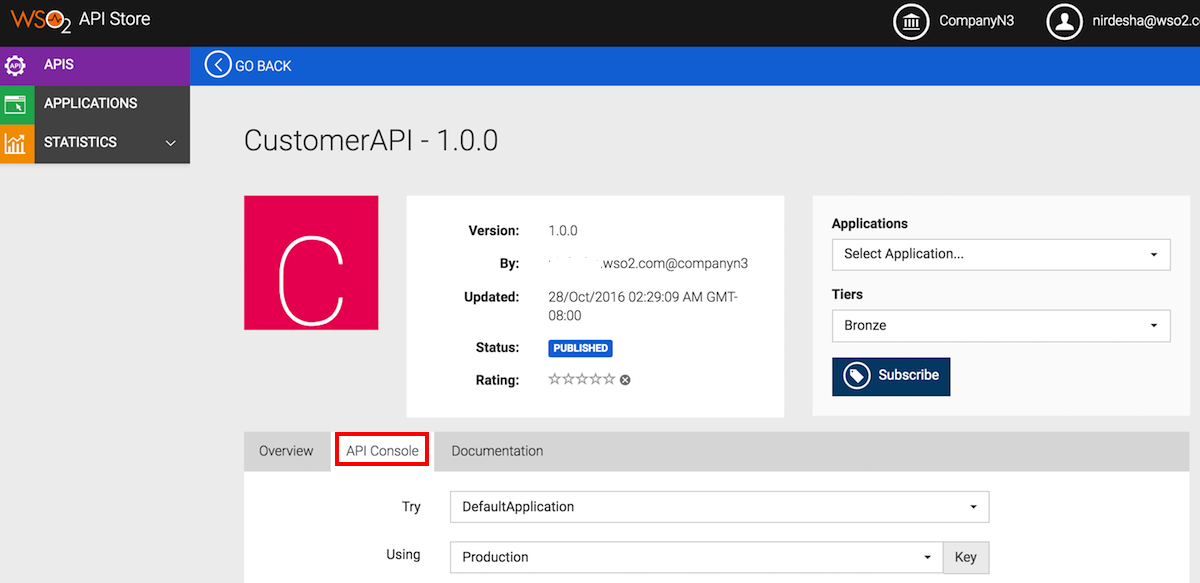 WSO2 API Store
CompanyN3
nirdesha@wso2.c
API APIS
GO BACK
APPLICATIONS
STATISTICS
CustomerAPI - 1.0.0
C
Version: 1.0.0
By: .wso2.com@companyn3
Updated: 28/Oct/2016 02:29:09 AM GMT-
08:00
Status: PUBLISHED
Rating:
Applications
Select Application...
Tiers
Bronze
Subscribe
Overview
API Console
Documentation
Try DefaultApplication
Using Production Key